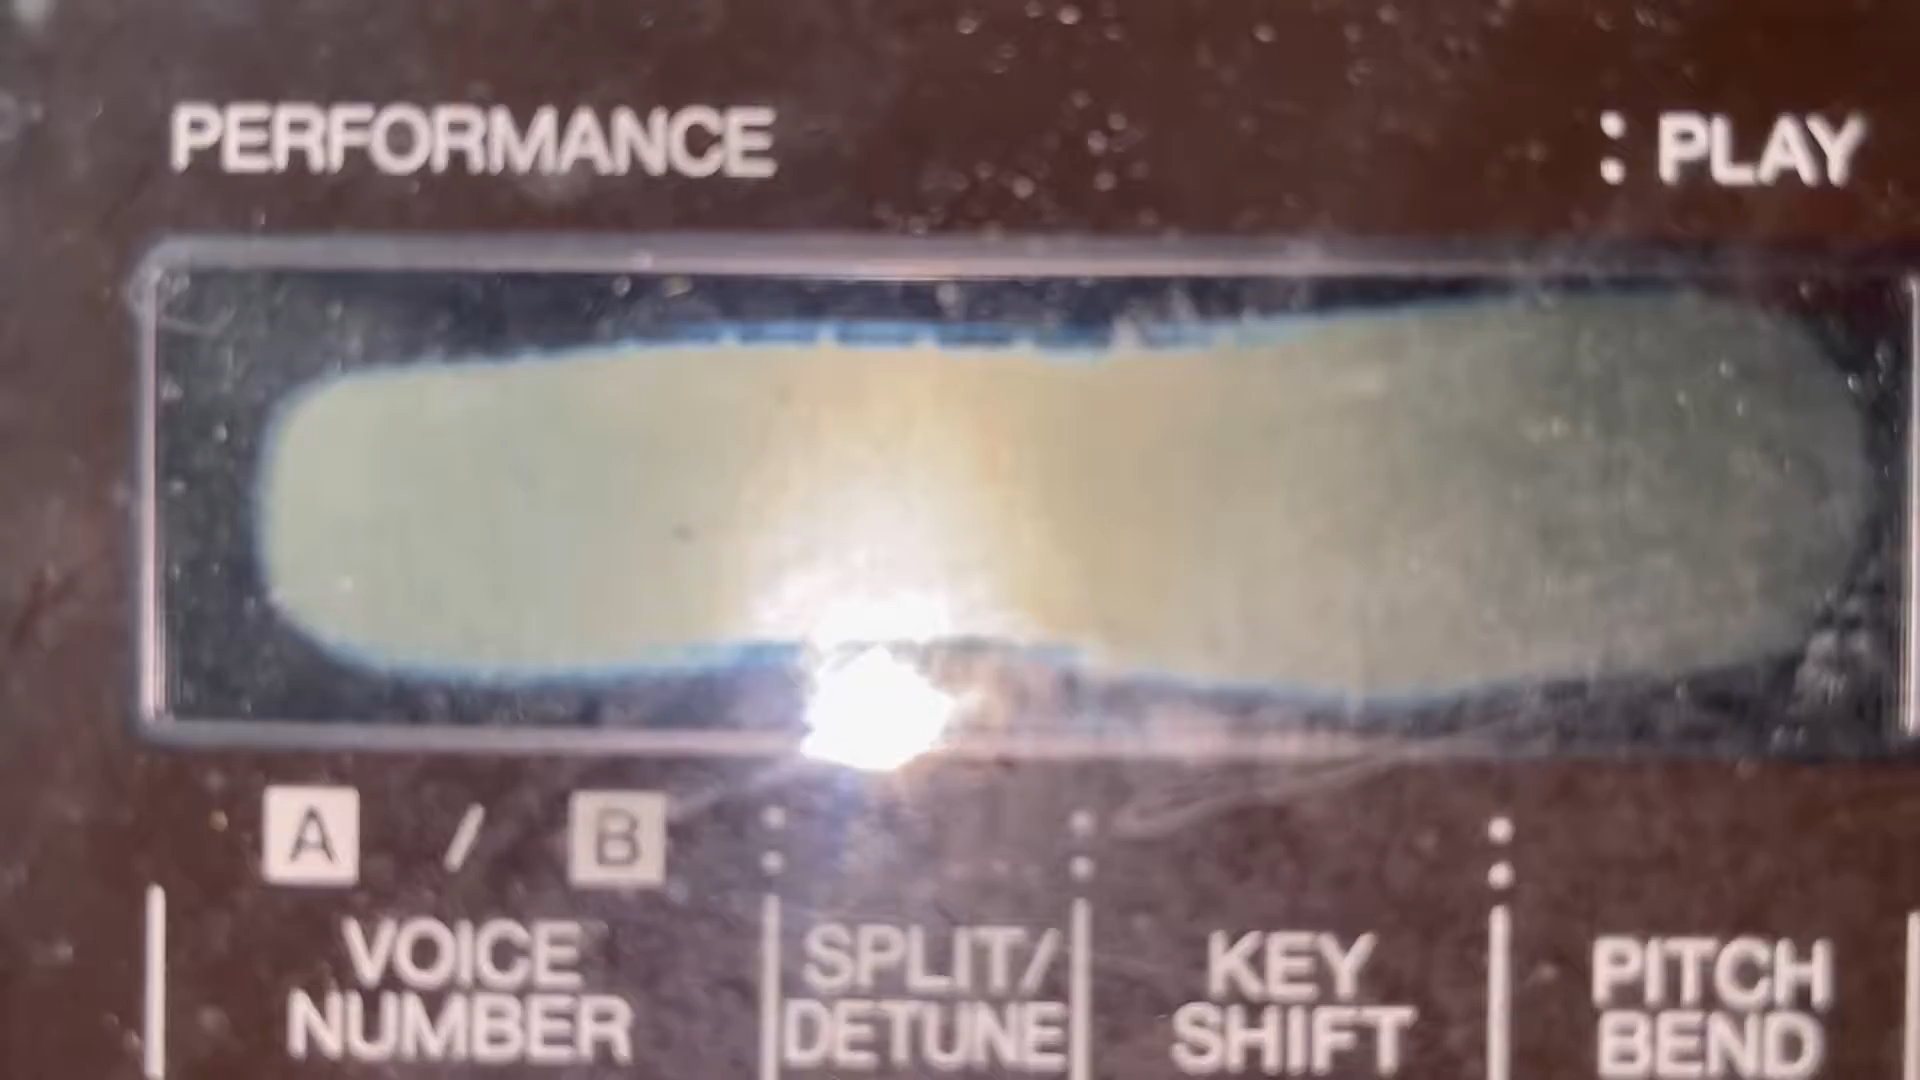 PERFORMANCE : PLAY
A / B : : :
VOICE NUMBER
SPLIT/ DETUNE
KEY SHIFT
PITCH BEND